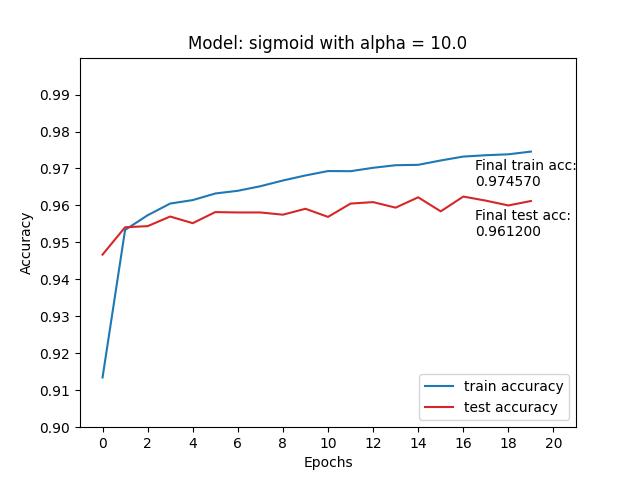 Model: sigmoid with alpha = 10.0
0.99
0.98
0.97
0.96
0.95
0.94
0.93
0.92
0.91
0.90
Accuracy
Final train acc:
0.974570
Final test acc:
0.961200
train accuracy
test accuracy
0 2 4 6 8 10 12 14 16 18 20
Epochs